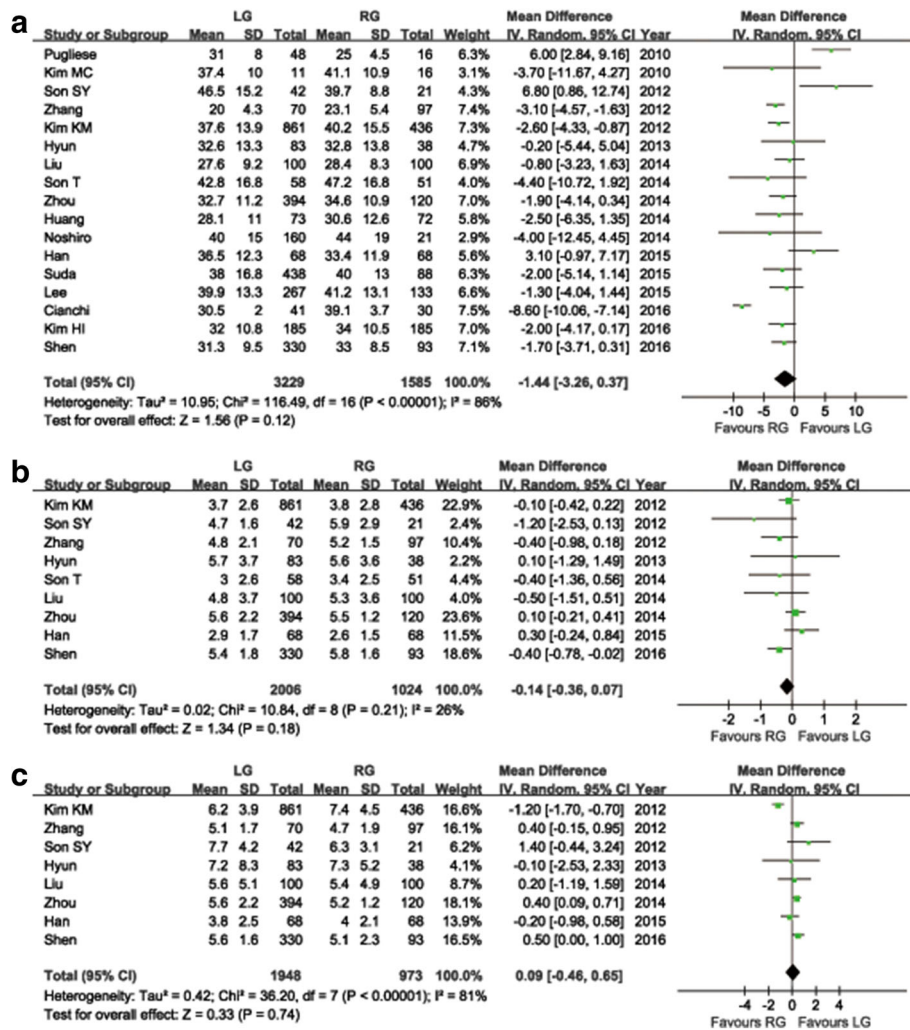 a
LG RG Mean Difference Mean Difference
Study or Subgroup Mean SD Total Mean SD Total Weight IV. Random. 95% CI Year IV. Random. 95% CI
Pugliese 31 8 48 25 4.5 16 6.3% 6.00 [2.84, 9.16] 2010
Kim MC 37.4 10 11 41.1 10.9 16 3.1% -3.70 [-11.67, 4.27] 2010
Son SY 46.5 15.2 42 39.7 8.8 21 4.3% 6.80 [0.86, 12.74] 2012
Zhang 20 4.3 70 23.1 5.4 97 7.5% -3.10 [-4.57, -1.63] 2012
Kim KM 37.6 13.9 861 40.2 15.5 436 7.3% -2.60 [-4.33, -0.87] 2012
Hyun 32.6 13.3 83 32.8 13.8 38 4.7% -0.20 [-5.44, 5.04] 2013
Liu 27.6 9.2 100 28.4 8.3 100 6.8% -0.80 [-3.23, 1.63] 2014
Son T 42.8 16.8 58 47.2 16.8 51 4.0% -4.40 [-10.72, 1.92] 2014
Zhou 32.7 11.2 394 34.6 10.9 120 6.9% -1.90 [-4.14, 0.34] 2014
Huang 28.1 11 73 30.6 12.6 72 5.8% -2.50 [-6.35, 1.35] 2014
Noshiro 40 15 160 44 19 21 2.9% -4.00 [-12.45, 4.45] 2014
Han 36.5 12.3 68 33.4 11.9 68 5.6% 3.10 [-0.97, 7.17] 2015
Suda 38 16.8 438 40 13 88 6.3% -2.00 [-5.14, 1.14] 2015
Lee 39.9 13.3 267 41.2 13.1 133 6.6% -1.30 [-4.04, 1.44] 2015
Cianchi 30.5 2 41 39.1 3.7 30 7.5% -8.60 [-10.06, -7.14] 2016
Kim HI 32 10.8 185 34 10.5 185 7.0% -2.00 [-4.17, 0.17] 2016
Shen 31.3 9.5 330 33 8.5 93 7.1% -1.70 [-3.71, 0.31] 2016
Total (95% CI) 3229 1585 100.0% -1.44 [-3.26, 0.37]
Heterogeneity: Tau² = 10.95; Chi² = 116.49, df = 16 (P < 0.00001); I² = 86%
Test for overall effect: Z = 1.56 (P = 0.12)
-10 -5 0 5 10
Favours RG Favours LG
b
LG RG Mean Difference Mean Difference
Study or Subgroup Mean SD Total Mean SD Total Weight IV. Random. 95% CI Year IV. Random. 95% CI
Kim KM 3.7 2.6 861 3.8 2.8 436 22.9% -0.10 [-0.42, 0.22] 2012
Son SY 4.7 1.6 42 5.9 2.9 21 2.4% -1.20 [-2.53, 0.13] 2012
Zhang 4.8 2.1 70 5.2 1.5 97 10.4% -0.40 [-0.98, 0.18] 2012
Hyun 5.7 3.7 83 5.6 3.6 38 2.2% 0.10 [-1.29, 1.49] 2013
Son T 3 2.6 58 3.4 2.5 51 4.4% -0.40 [-1.36, 0.56] 2014
Liu 4.8 3.7 100 5.3 3.6 100 4.0% -0.50 [-1.51, 0.51] 2014
Zhou 5.6 2.2 394 5.5 1.2 120 23.6% 0.10 [-0.21, 0.41] 2014
Han 2.9 1.7 68 2.6 1.5 68 11.5% 0.30 [-0.24, 0.84] 2015
Shen 5.4 1.8 330 5.8 1.6 93 18.6% -0.40 [-0.78, -0.02] 2016
Total (95% CI) 2006 1024 100.0% -0.14 [-0.36, 0.07]
Heterogeneity: Tau² = 0.02; Chi² = 10.84, df = 8 (P = 0.21); I² = 26%
Test for overall effect: Z = 1.34 (P = 0.18)
-2 -1 0 1 2
Favours RG Favours LG
c
LG RG Mean Difference Mean Difference
Study or Subgroup Mean SD Total Mean SD Total Weight IV. Random. 95% CI Year IV. Random. 95% CI
Kim KM 6.2 3.9 861 7.4 4.5 436 16.6% -1.20 [-1.70, -0.70] 2012
Zhang 5.1 1.7 70 4.7 1.9 97 16.1% 0.40 [-0.15, 0.95] 2012
Son SY 7.7 4.2 42 6.3 3.1 21 6.2% 1.40 [-0.44, 3.24] 2012
Hyun 7.2 8.3 83 7.3 5.2 38 4.1% -0.10 [-2.53, 2.33] 2013
Liu 5.6 5.1 100 5.4 4.9 100 8.7% 0.20 [-1.19, 1.59] 2014
Zhou 5.6 2.2 394 5.2 1.2 120 18.1% 0.40 [0.09, 0.71] 2014
Han 3.8 2.5 68 4 2.1 68 13.9% -0.20 [-0.98, 0.58] 2015
Shen 5.6 1.6 330 5.1 2.3 93 16.5% 0.50 [0.00, 1.00] 2016
Total (95% CI) 1948 973 100.0% 0.09 [-0.46, 0.65]
Heterogeneity: Tau² = 0.42; Chi² = 36.20, df = 7 (P < 0.00001); I² = 81%
Test for overall effect: Z = 0.33 (P = 0.74)
-4 -2 0 2 4
Favours RG Favours LG